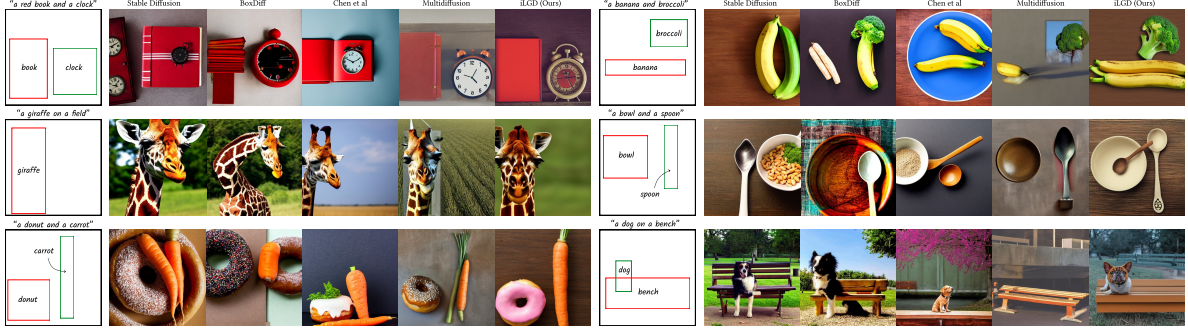 "a red book and a clock"
Stable Diffusion
BoxDiff
Chen et al
Multidiffusion
iLGD (Ours)
book
clock
"a banana and broccoli"
Stable Diffusion
BoxDiff
Chen et al
Multidiffusion
iLGD (Ours)
broccoli
banana
"a giraffe on a field"
giraffe
"a bowl and a spoon"
bowl
spoon
"a donut and a carrot"
carrot
donut
"a dog on a bench"
dog
bench